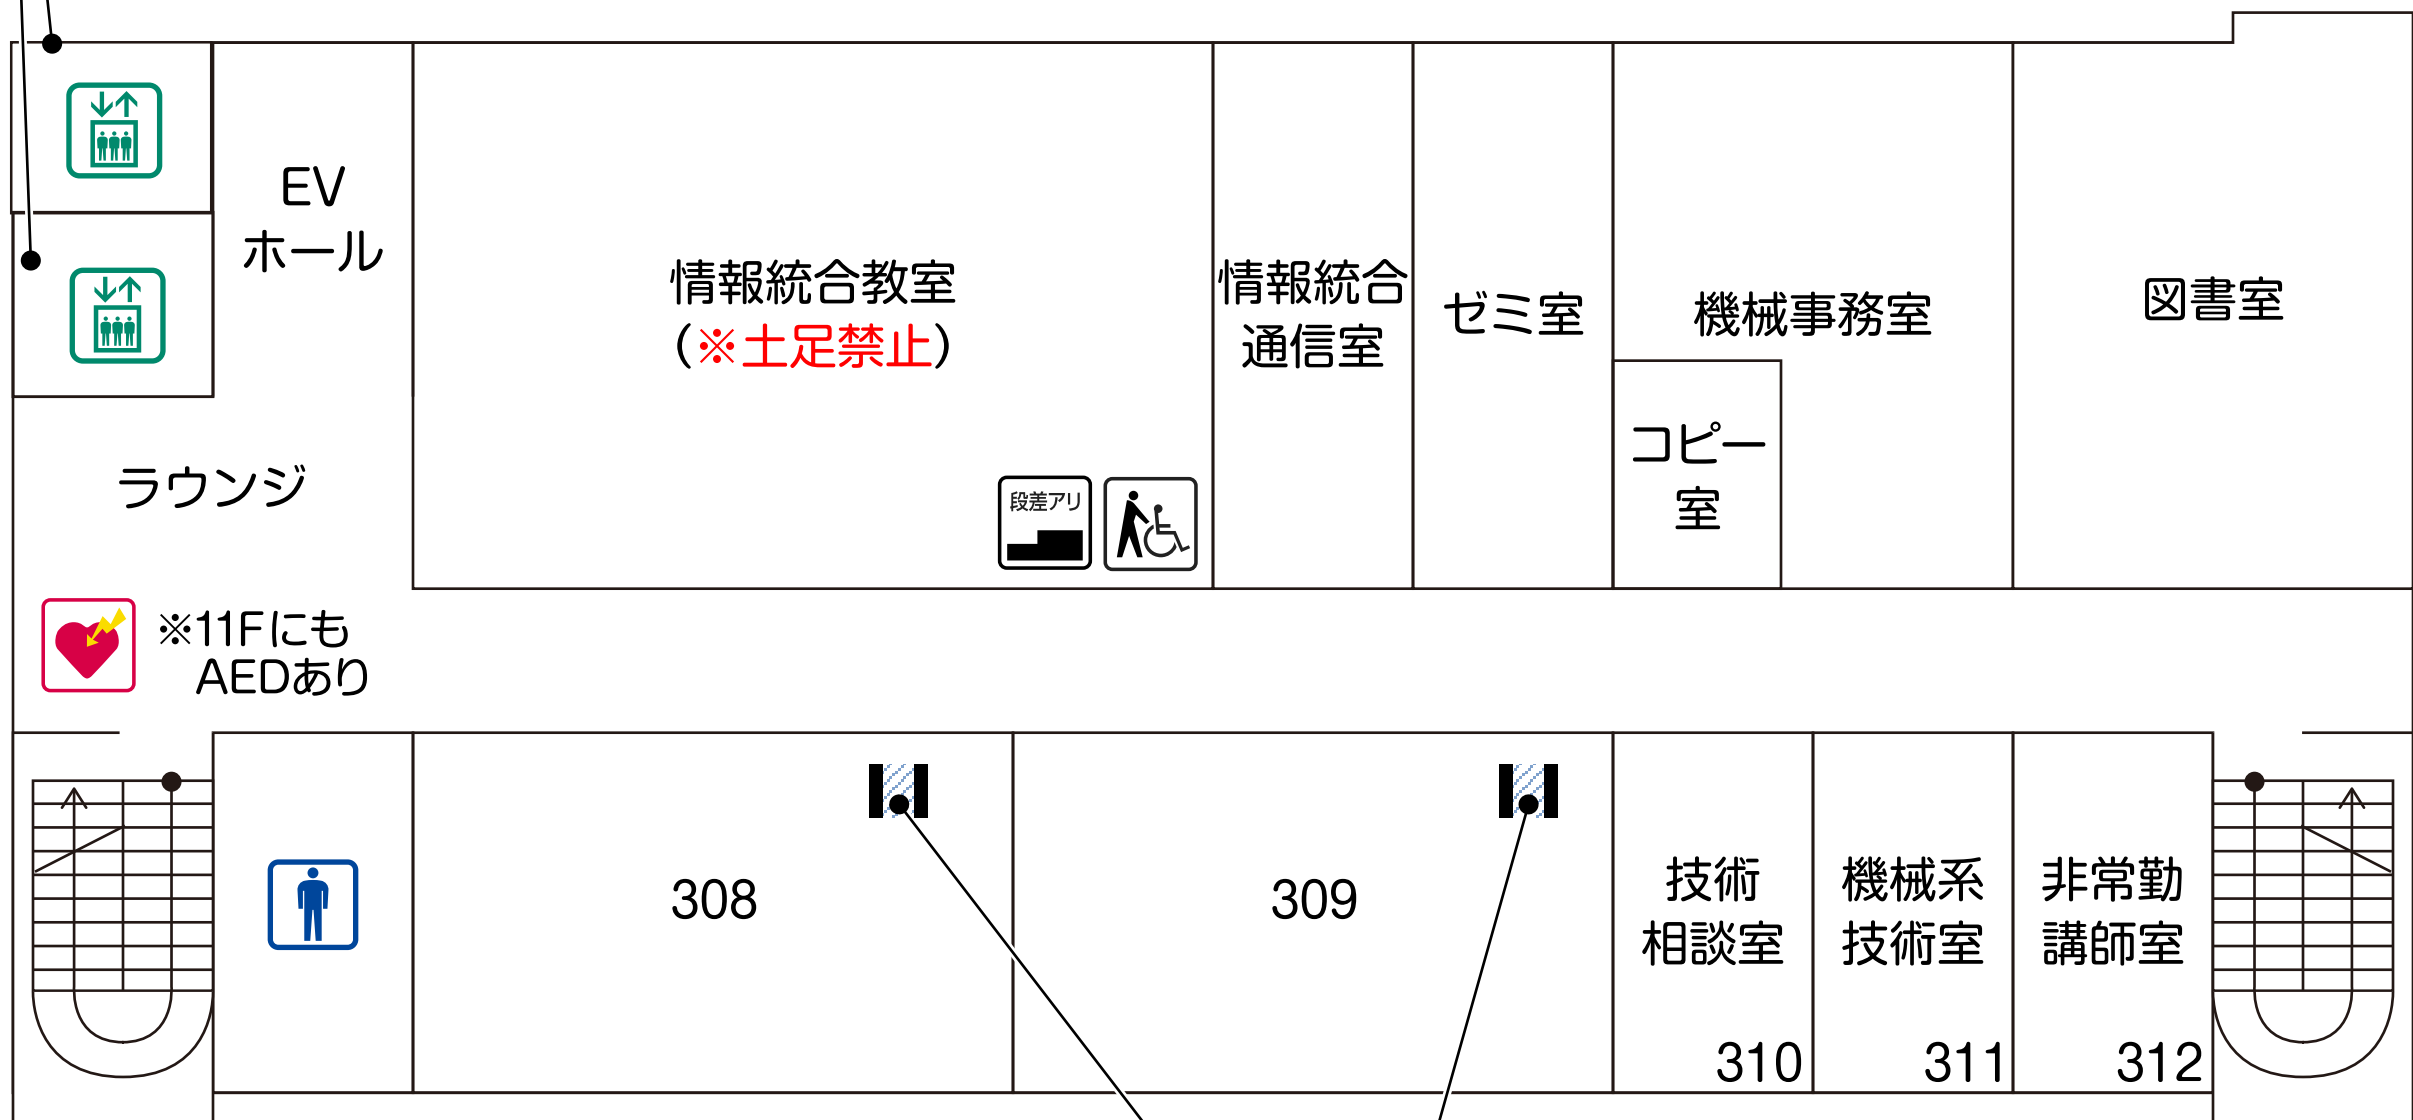 EV
ホール
情報統合教室
(※土足禁止)
情報統合
通信室
ゼミ室
機械事務室
図書室
コピー
室
ラウンジ
段差アリ
※11Fにも
AEDあり
308
309
技術
相談室
310
機械系
技術室
311
非常勤
講師室
312